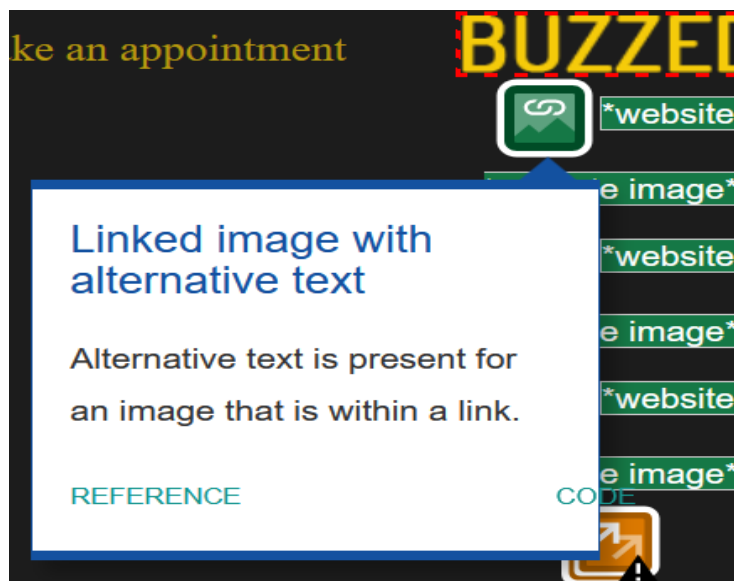 ke an appointment
BUZZED
*website
e image*
Linked image with
alternative text
*website
Alternative text is present for
e image*
an image that is within a link.
*website
e image*
REFERENCE
CODE